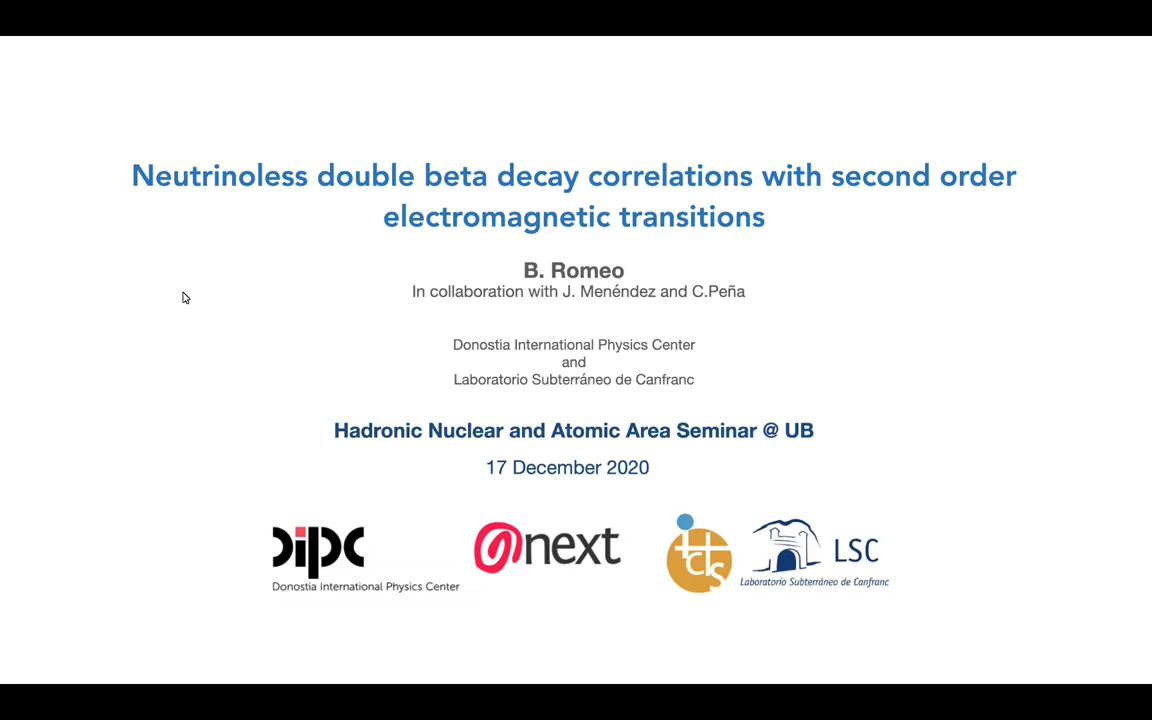 Neutrinoless double beta decay correlations with second order
electromagnetic transitions
B. Romeo
In collaboration with J. Menéndez and C.Peña
Donostia International Physics Center
and
Laboratorio Subterráneo de Canfranc
Hadronic Nuclear and Atomic Area Seminar @ UB
17 December 2020
dipc
Donostia International Physics Center
next
icts
LSC
Laboratorio Subterráneo de Canfranc